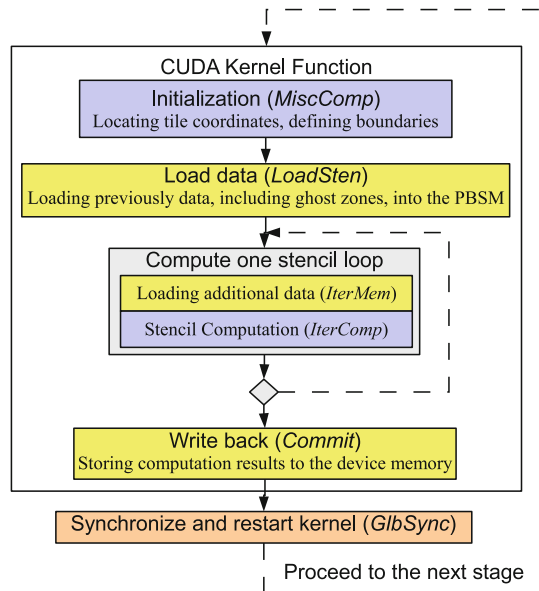 CUDA Kernel Function
Initialization (MiscComp)
Locating tile coordinates, defining boundaries
Load data (LoadSten)
Loading previously data, including ghost zones, into the PBSM
Compute one stencil loop
Loading additional data (IterMem)
Stencil Computation (IterComp)
Write back (Commit)
Storing computation results to the device memory
Synchronize and restart kernel (GlbSync)
Proceed to the next stage